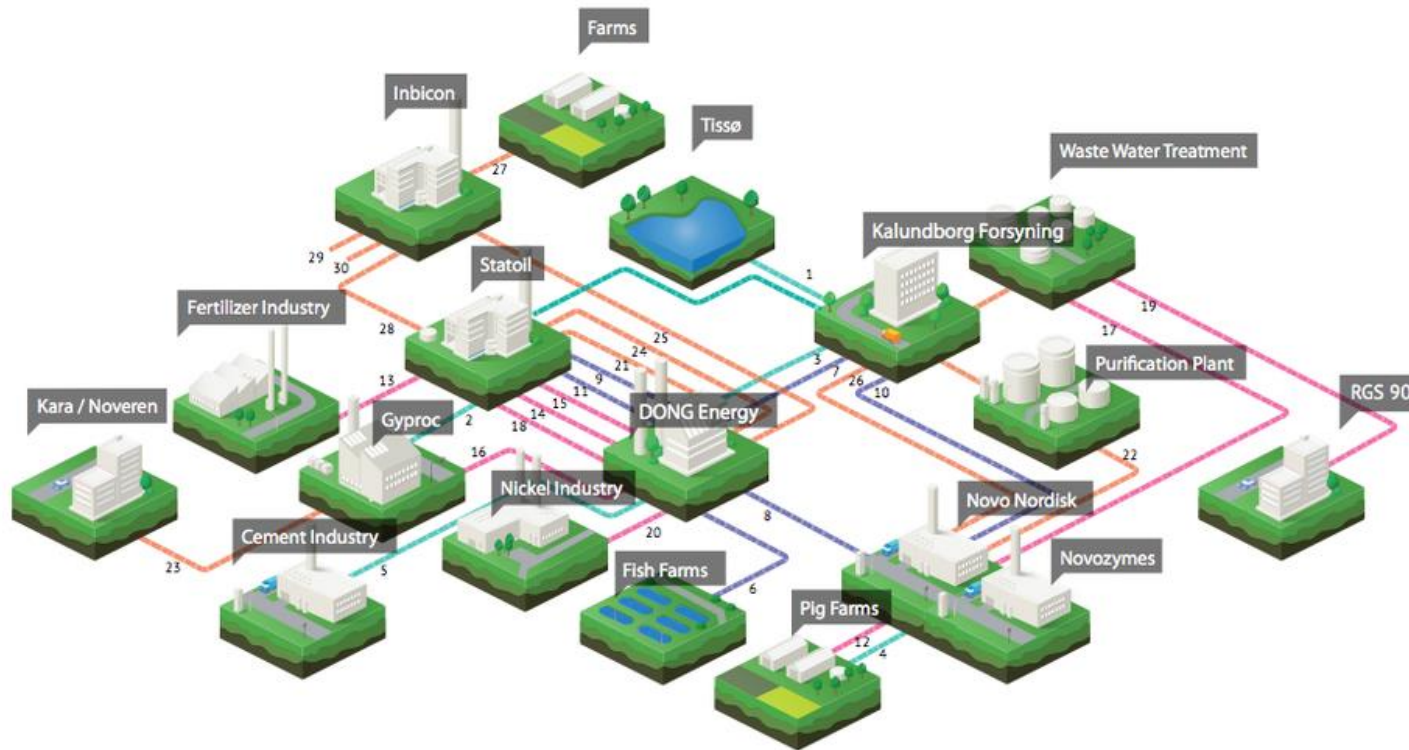 Farms
Inbicon
Tissø
Waste Water Treatment
27
Kalundborg Forsyning
29
30
Statoil
1
19
Fertilizer Industry
28
25
17
24
3
21
7
Purification Plant
9
26
13
11
10
Kara / Noveren
15
RGS 90
2
14
DONG Energy
Gyproc
18
16
22
Nickel Industry
Novo Nordisk
8
20
Cement Industry
23
5
Fish Farms
Novozymes
6
Pig Farms
12
4